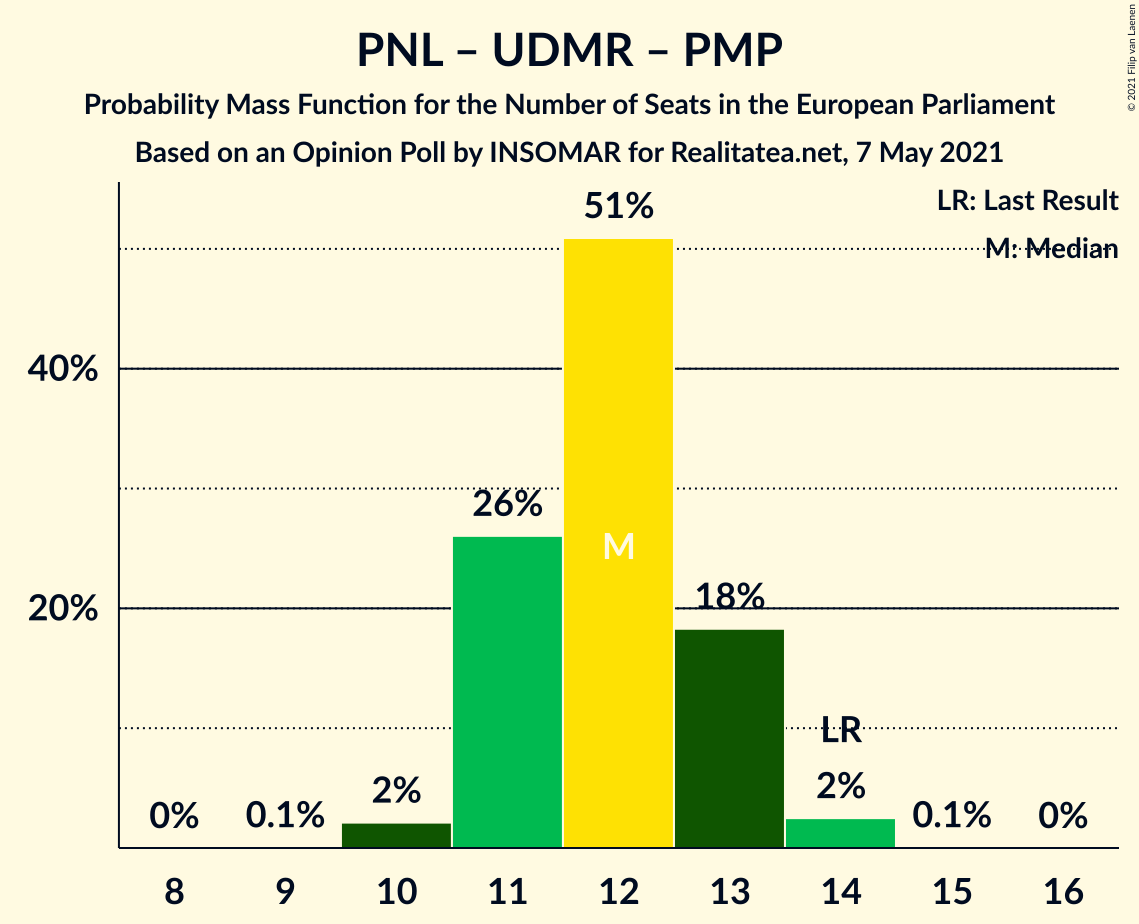 PNL – UDMR – PMP
Probability Mass Function for the Number of Seats in the European Parliament
Based on an Opinion Poll by INSOMAR for Realitatea.net, 7 May 2021
© 2021 Filip van Laenen
LR: Last Result
M: Median
51%
40%
26%
M
20%
18%
LR
0%
0.1%
2%
2%
0.1%
0%
8 9 10 11 12 13 14 15 16